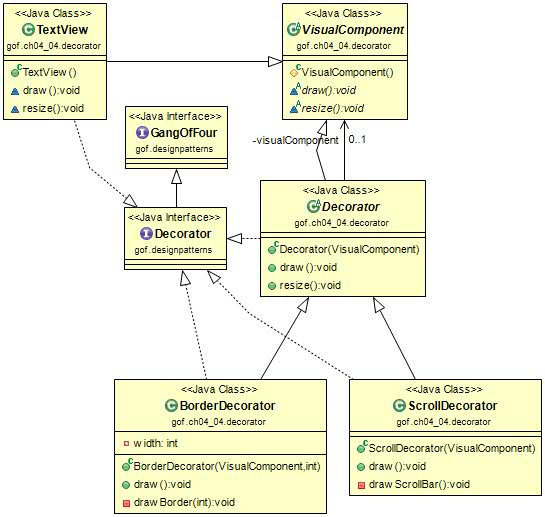 <<Java Class>>
TextView
gof.ch04_04.decorator
TextView ()
draw ():void
resize():void
<<Java Class>>
VisualComponent
gof.ch04_04.decorator
VisualComponent()
draw():void
resize():void
<<Java Interface>>
GangOfFour
gof.designpatterns
-visualComponent
0..1
<<Java Interface>>
Decorator
gof.designpatterns
<<Java Class>>
Decorator
gof.ch04_04.decorator
Decorator(VisualComponent)
draw ():void
resize():void
<<Java Class>>
BorderDecorator
gof.ch04_04.decorator
width: int
BorderDecorator(VisualComponent,int)
draw ():void
draw Border(int):void
<<Java Class>>
ScrollDecorator
gof.ch04_04.decorator
ScrollDecorator(VisualComponent)
draw ():void
draw ScrollBar():void